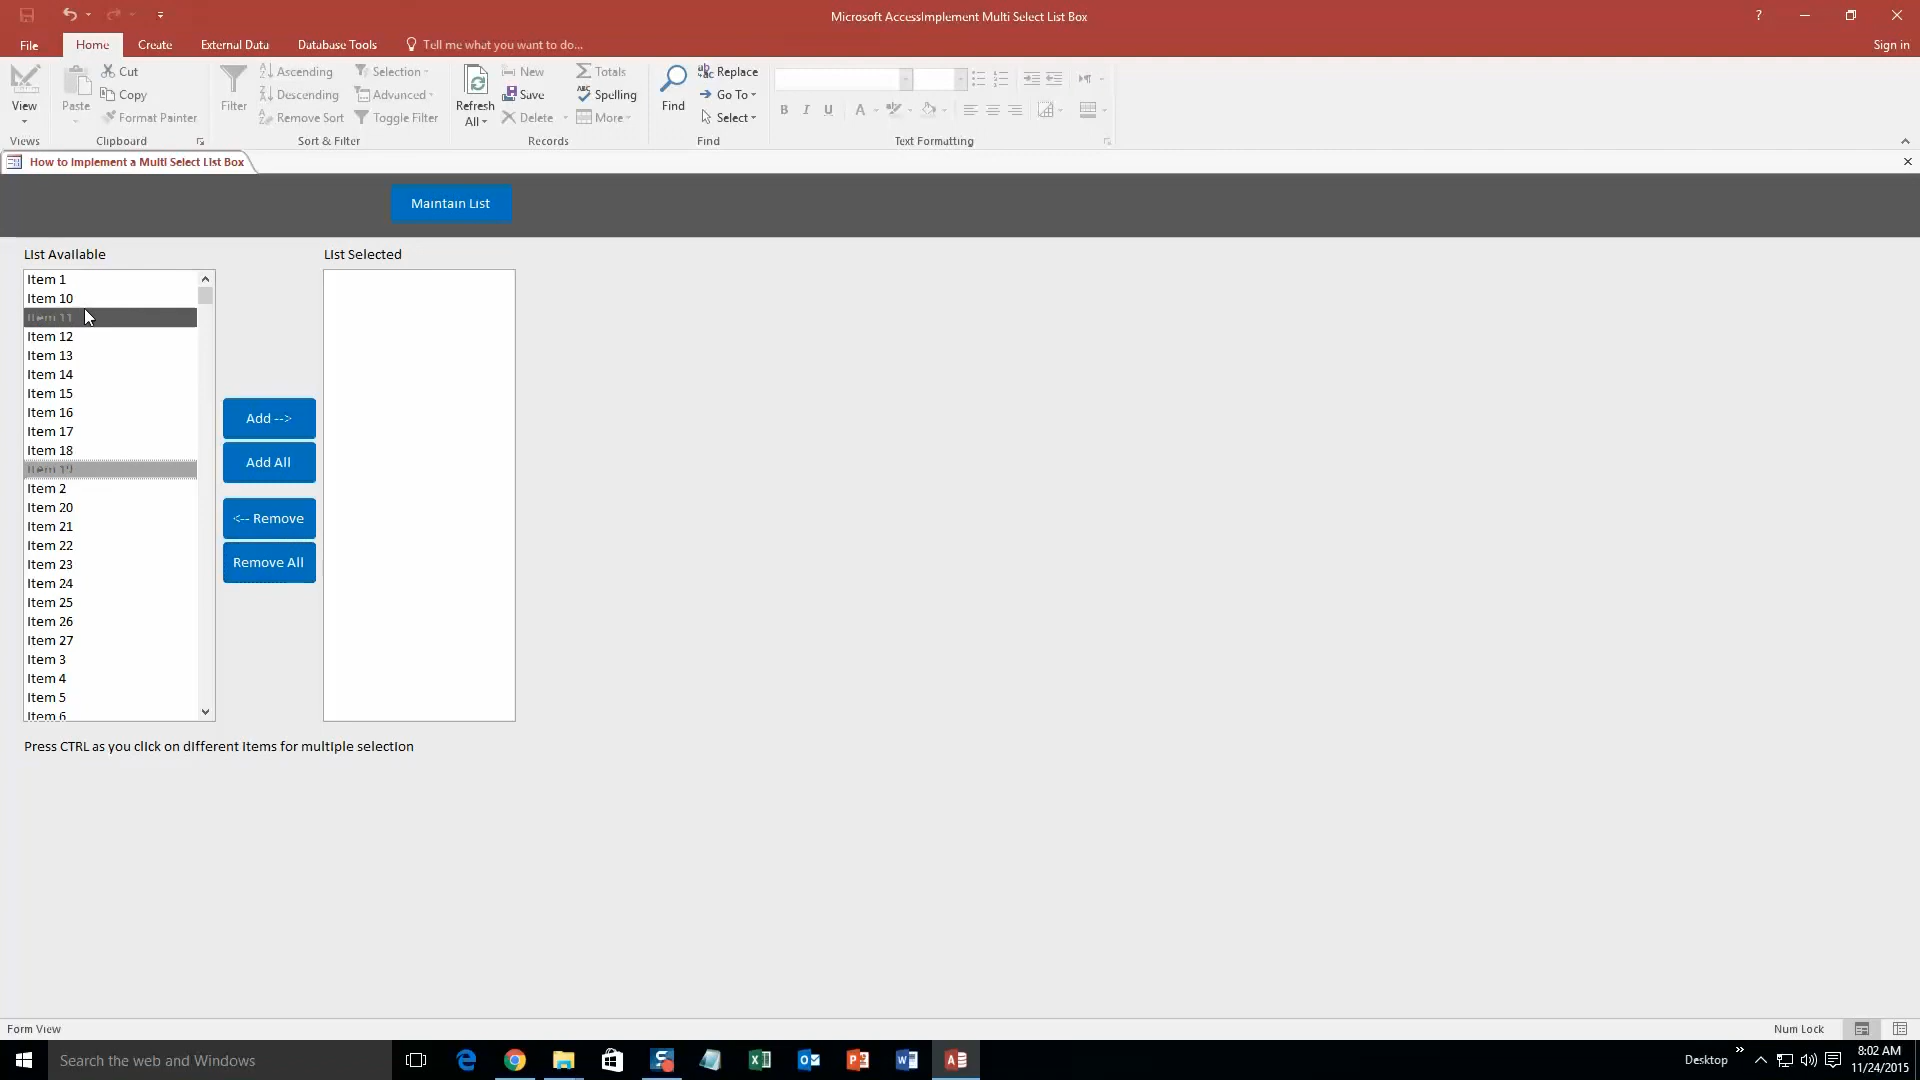 Microsoft AccessImplement Multi Select List Box
?
File Home Create External Data Database Tools Tell me what you want to do... Sign in
View
Views
Paste
Cut
Copy
Format Painter
Clipboard
Filter
Ascending
Descending
Remove Sort
Selection
Advanced
Toggle Filter
Sort & Filter
Refresh All
New
Save
Delete
Totals
Spelling
More
Records
Find
Replace
Go To
Select
Find
B I U A
Text Formatting
How to Implement a Multi Select List Box
Maintain List
List Available
Item 1
Item 10
Item 11
Item 12
Item 13
Item 14
Item 15
Item 16
Item 17
Item 18
Item 19
Item 2
Item 20
Item 21
Item 22
Item 23
Item 24
Item 25
Item 26
Item 27
Item 3
Item 4
Item 5
Item 6
Add -->
Add All
<-- Remove
Remove All
List Selected
Press CTRL as you click on different items for multiple selection
Form View
Num Lock
Search the web and Windows
Desktop
8:02 AM
11/24/2015